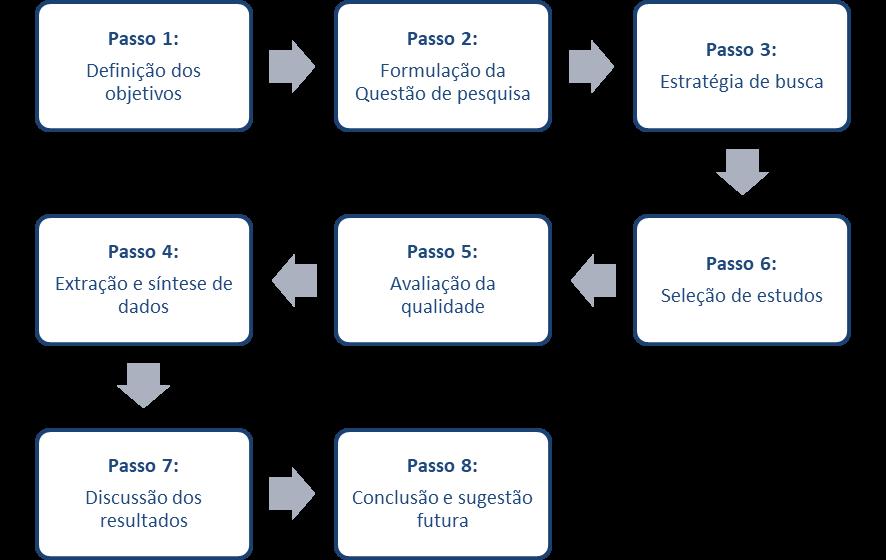 Passo 1:
Definição dos
objetivos
Passo 2:
Formulação da
Questão de pesquisa
Passo 3:
Estratégia de busca
Passo 4:
Extração e síntese de
dados
Passo 5:
Avaliação da
qualidade
Passo 6:
Seleção de estudos
Passo 7:
Discussão dos
resultados
Passo 8:
Conclusão e sugestão
futura